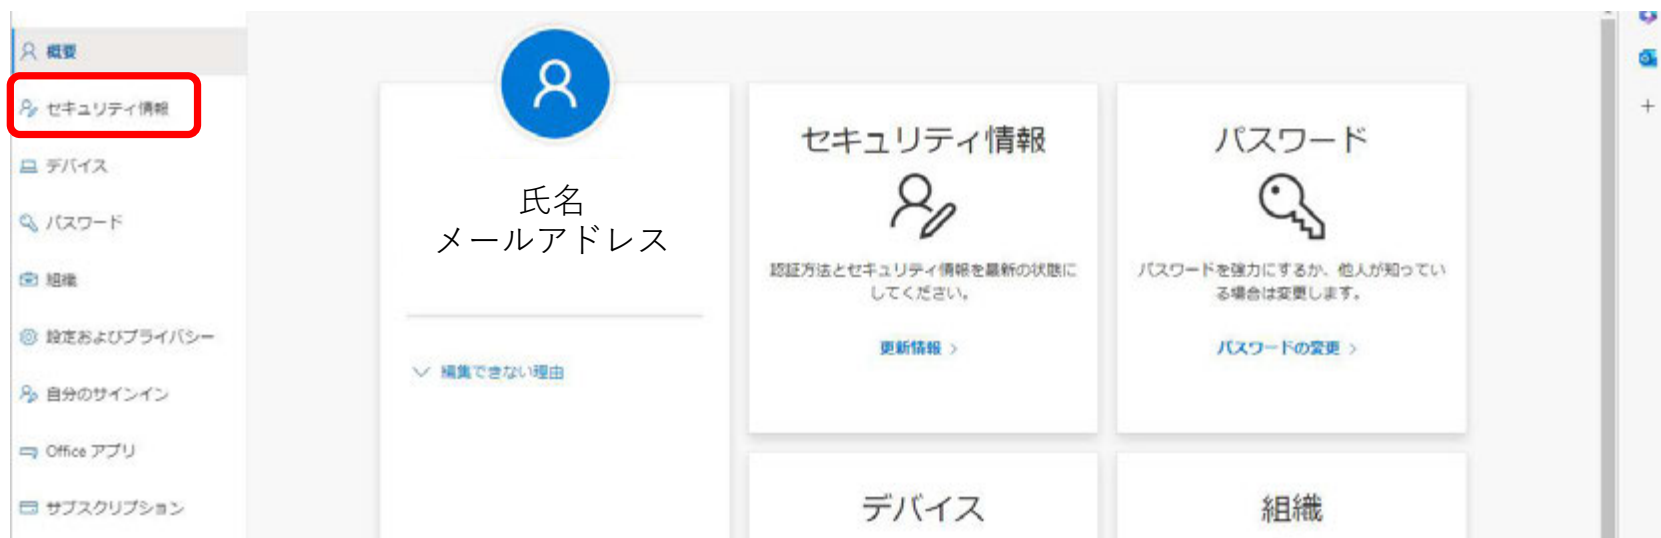 概要
セキュリティ情報
デバイス
パスワード
組織
設定およびプライバシー
自分のサインイン
Office アプリ
サブスクリプション
氏名
メールアドレス
編集できない理由
セキュリティ情報
認証方法とセキュリティ情報を最新の状態に
してください。
更新情報 >
パスワード
パスワードを強力にするか、他人が知ってい
る場合は変更します。
パスワードの変更 >
デバイス
組織